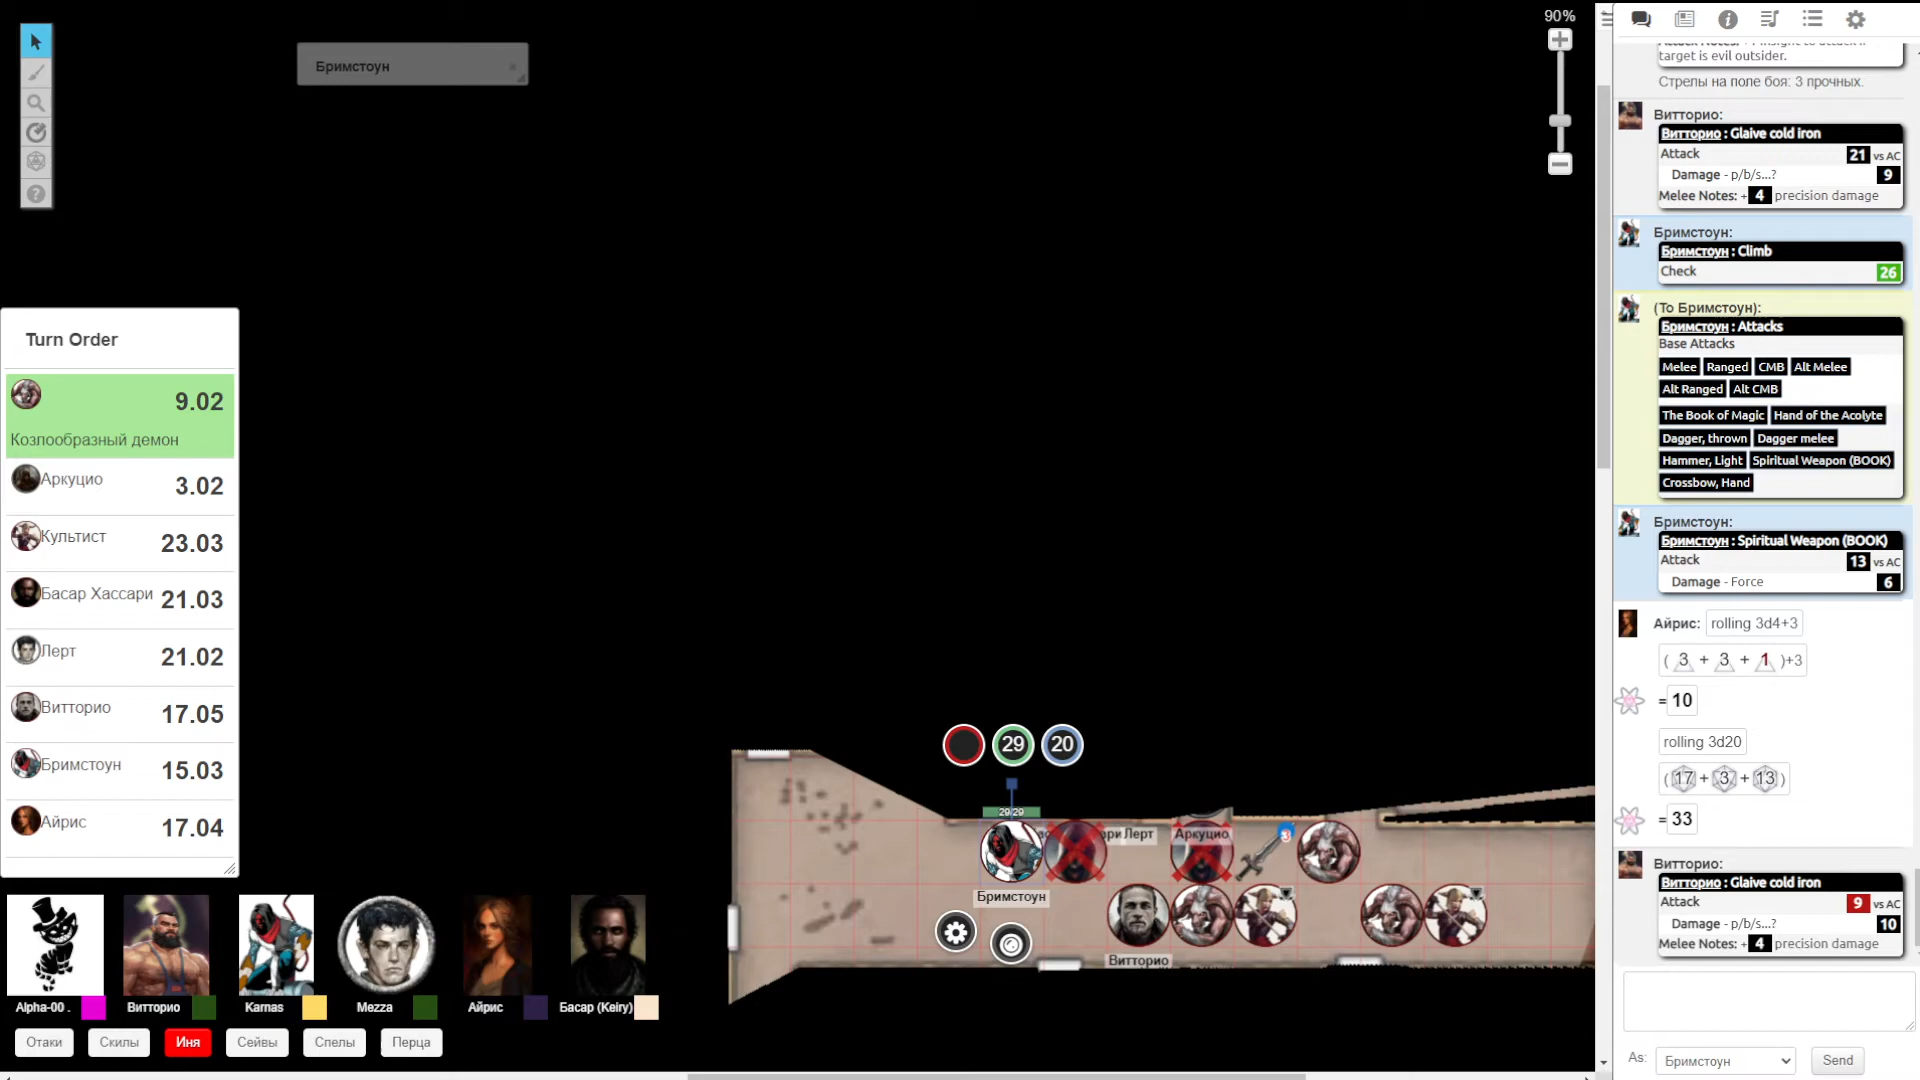 Бримстоун
90%
Turn Order
9.02
Козлообразный демон
Аркуцио
3.02
Культист
23.03
Басар Хассари
21.03
Лерт
21.02
Витторио
17.05
Бримстоун
15.03
Айрис
17.04
Alpha-00 .
Витторио
Karnas
Mezza
Айрис
Басар (Keiry)
Отаки
Скилы
Иня
Сейвы
Спелы
Перца
29
20
29/29
Лерт
Аркуцио
3
Бримстоун
Витторио
target is evil outsider.
Стрелы на поле боя: 3 прочных.
Витторио:
Витторио : Glaive cold iron
Attack 21 vs AC
Damage - p/b/s...? 9
Melee Notes: + 4 precision damage
Бримстоун:
Бримстоун : Climb
Check 26
(To Бримстоун):
Бримстоун : Attacks
Base Attacks
Melee Ranged CMB Alt Melee
Alt Ranged Alt CMB
The Book of Magic Hand of the Acolyte
Dagger, thrown Dagger melee
Hammer, Light Spiritual Weapon (BOOK)
Crossbow, Hand
Бримстоун:
Бримстоун : Spiritual Weapon (BOOK)
Attack 13 vs AC
Damage - Force 6
Айрис: rolling 3d4+3
( 3 + 3 + 1 )+3
= 10
rolling 3d20
( 17 + 3 + 13 )
= 33
Витторио:
Витторио : Glaive cold iron
Attack 9 vs AC
Damage - p/b/s...? 10
Melee Notes: + 4 precision damage
As: Бримстоун
Send